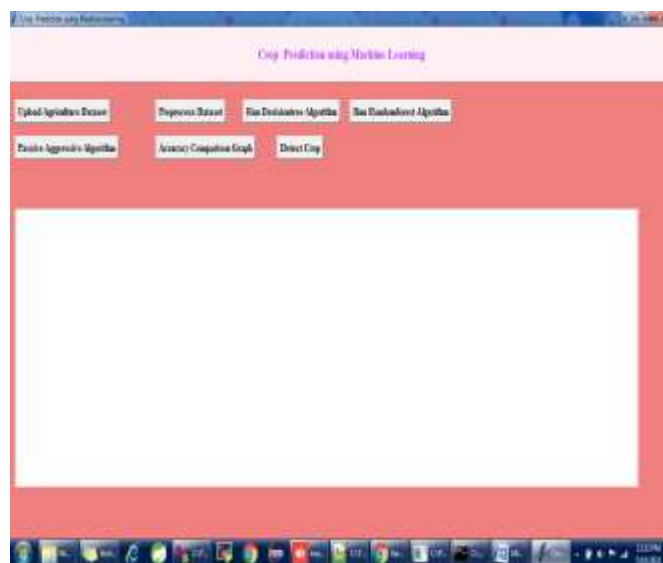 Crop Prediction using Machine Learning
Upload Agriculture Dataset
Preprocess Dataset
Run Decisiontree Algorithm
Run Randomforest Algorithm
Passive Aggressive Algorithm
Accuracy Comparison Graph
Detect Crop